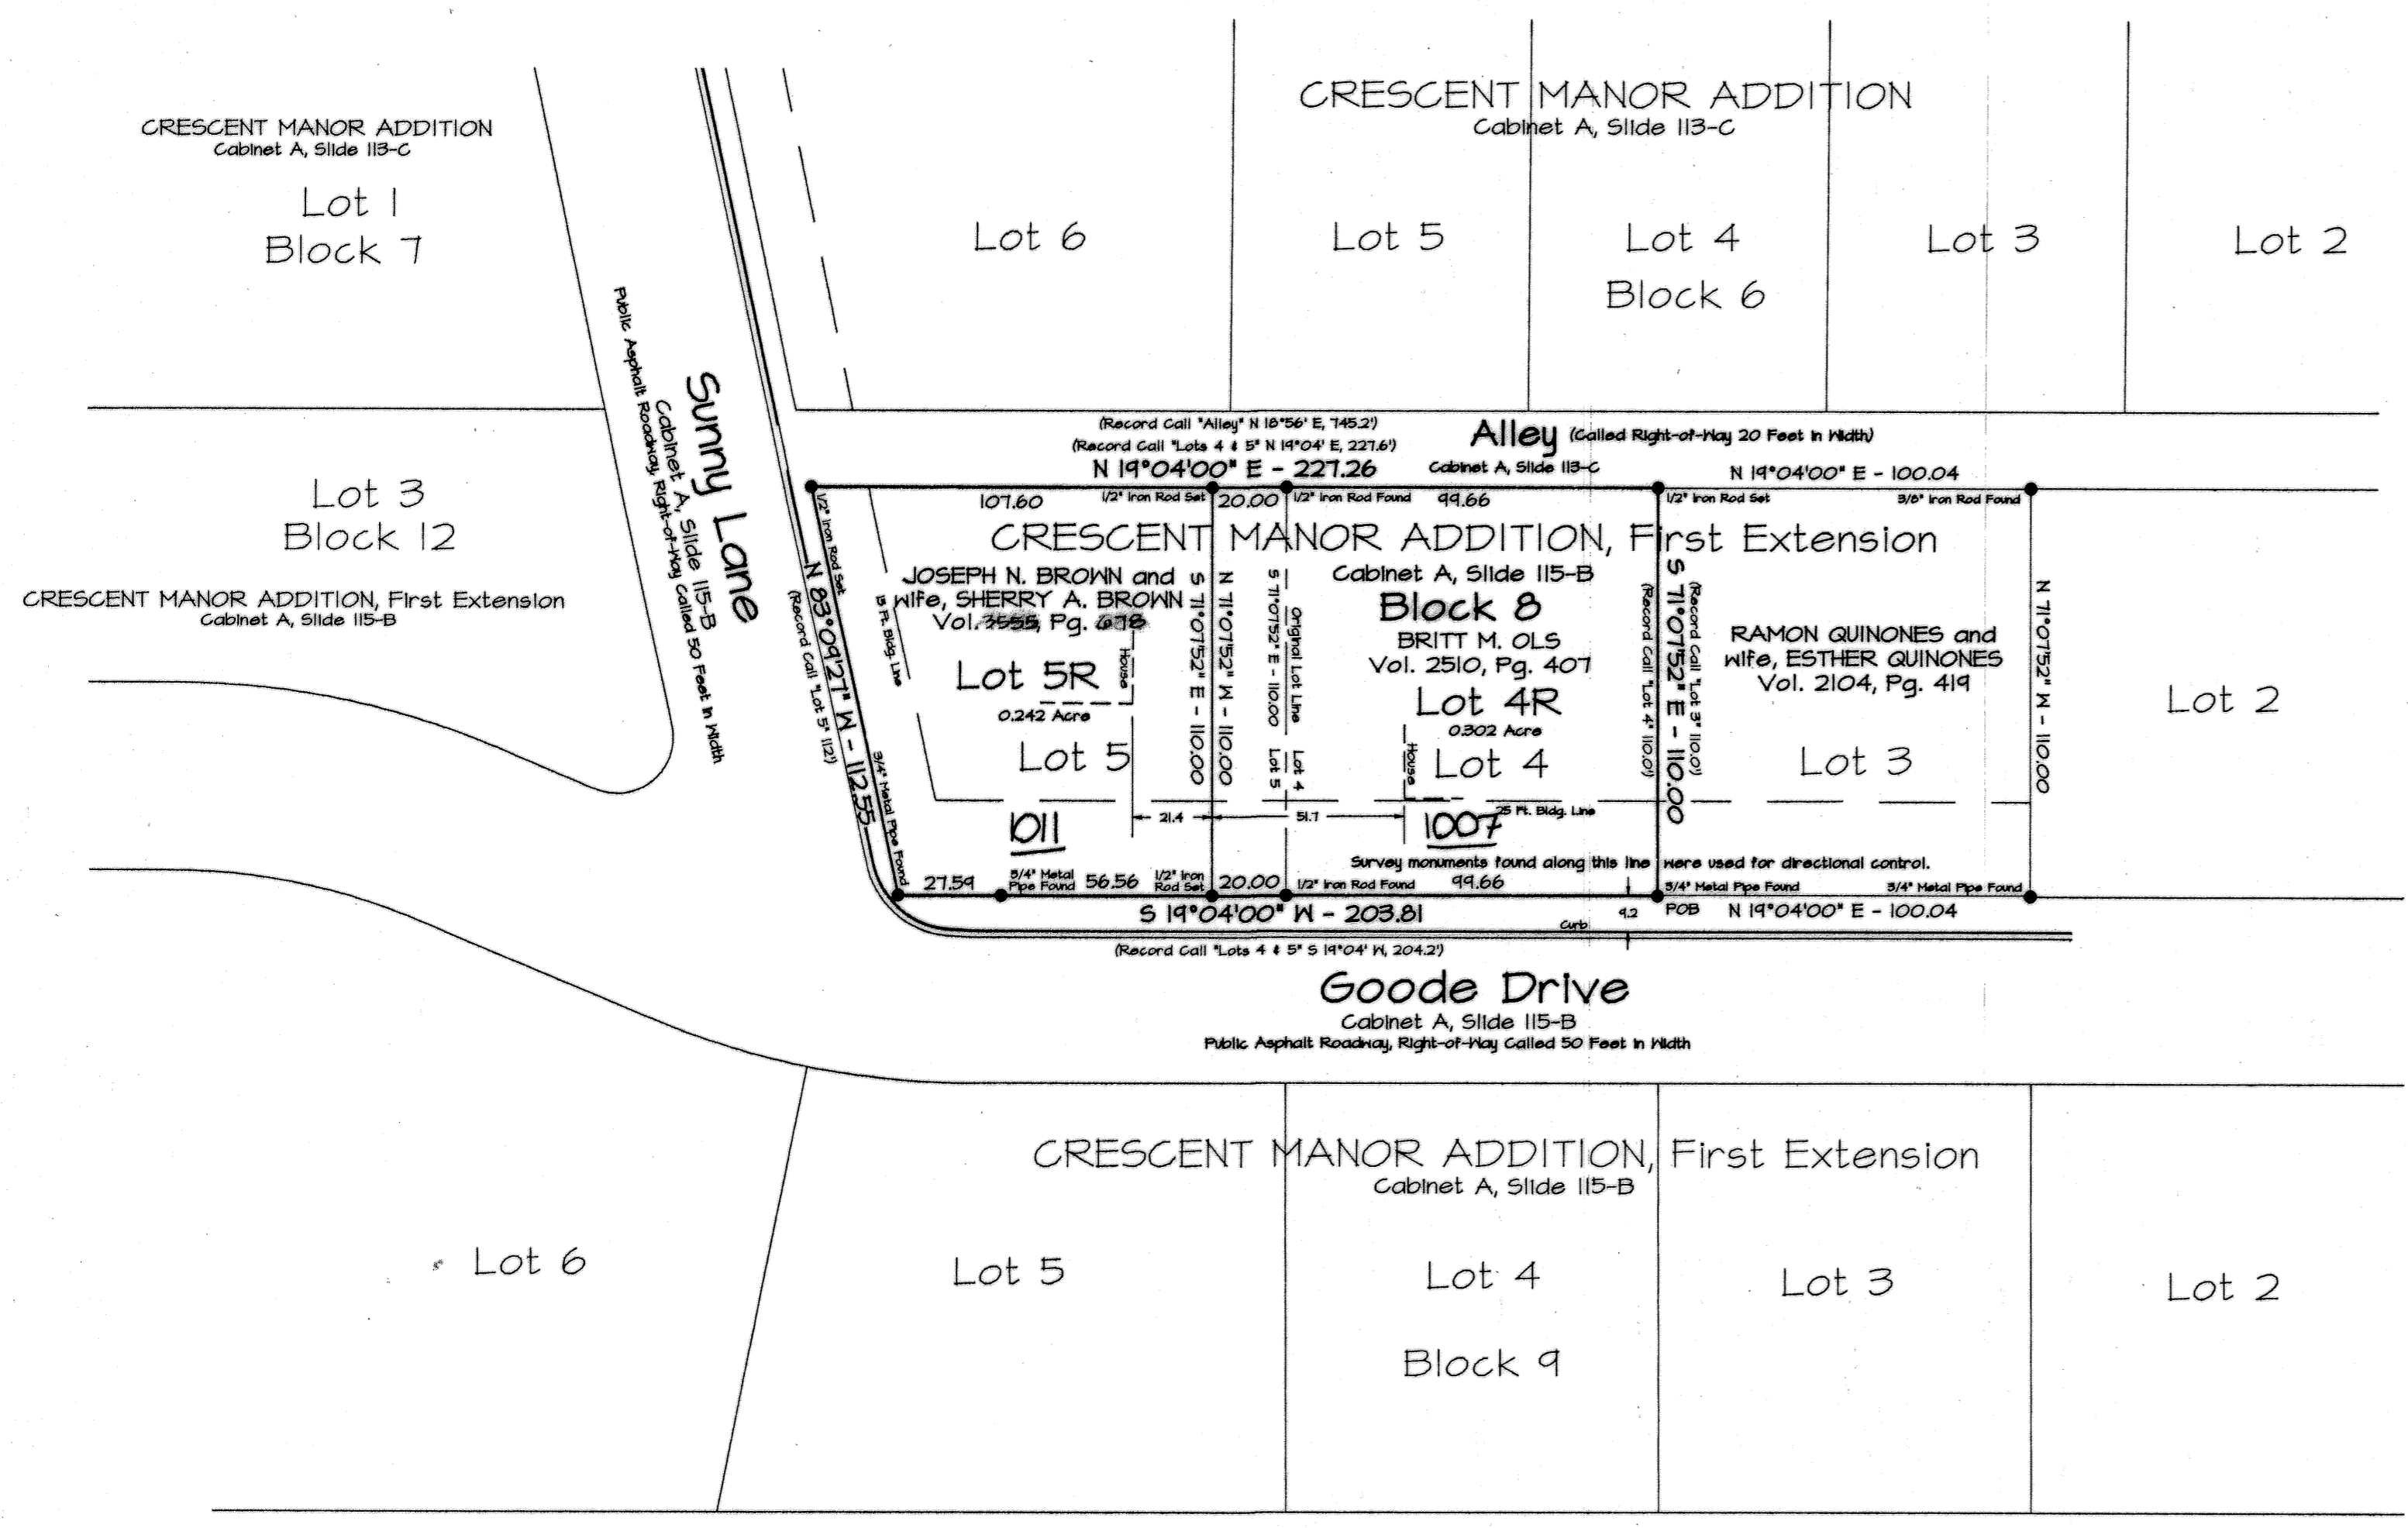 CRESCENT MANOR ADDITION
Cabinet A, Slide 113-C
Lot 1
Block 7
CRESCENT MANOR ADDITION
Cabinet A, Slide 113-C
Lot 6
Lot 5
Lot 4
Block 6
Lot 3
Lot 2
Lot 3
Block 12
CRESCENT MANOR ADDITION, First Extension
Cabinet A, Slide 115-B
Sunny Lane
Cabinet A, Slide 115-B
Public Asphalt Roadway, Right-of-Way Called 50 Feet in Width
(Record Call "Alley" N 18°56' E, 745.2')
(Record Call "Lots 4 & 5" N 19°04' E, 227.6')
N 19°04'00" E - 227.26
Alley (Called Right-of-Way 20 Feet in Width)
Cabinet A, Slide 113-C
N 19°04'00" E - 100.04
107.60
1/2" Iron Rod Set
20.00
1/2" Iron Rod Found
99.66
1/2" Iron Rod Set
3/8" Iron Rod Found
1/2" Iron Rod Set
N 83°09'27" W - 112.55
(Record Call "Lot 5" 112')
3/4" Metal Pipe Found
15 Ft. Bldg. Line
CRESCENT MANOR ADDITION, First Extension
Cabinet A, Slide 115-B
Block 8
JOSEPH N. BROWN and
wife, SHERRY A. BROWN
Vol. Pg.
Lot 5R
0.242 Acre
Lot 5
House
S 71°07'52" E - 110.00
N 71°07'52" W - 110.00
S 71°07'52" E - 110.00
Original Lot Line
Lot 5
Lot 4
BRITT M. OLS
Vol. 2510, Pg. 407
Lot 4R
0.302 Acre
Lot 4
House
(Record Call "Lot 4" 110.0')
S 71°07'52" E - 110.00
(Record Call "Lot 3" 110.0')
RAMON QUINONES and
wife, ESTHER QUINONES
Vol. 2104, Pg. 419
Lot 3
N 71°07'52" W - 110.00
Lot 2
1011
21.4
51.7
1007
25 Ft. Bldg. Line
Survey monuments found along this line were used for directional control.
27.59
3/4" Metal
Pipe Found
56.56
1/2" Iron
Rod Set
20.00
1/2" Iron Rod Found
99.66
3/4" Metal Pipe Found
3/4" Metal Pipe Found
S 19°04'00" W - 203.81
Curb
9.2
POB
N 19°04'00" E - 100.04
(Record Call "Lots 4 & 5" S 19°04' W, 204.2')
Goode Drive
Cabinet A, Slide 115-B
Public Asphalt Roadway, Right-of-Way Called 50 Feet in Width
CRESCENT MANOR ADDITION, First Extension
Cabinet A, Slide 115-B
Lot 6
Lot 5
Lot 4
Block 9
Lot 3
Lot 2